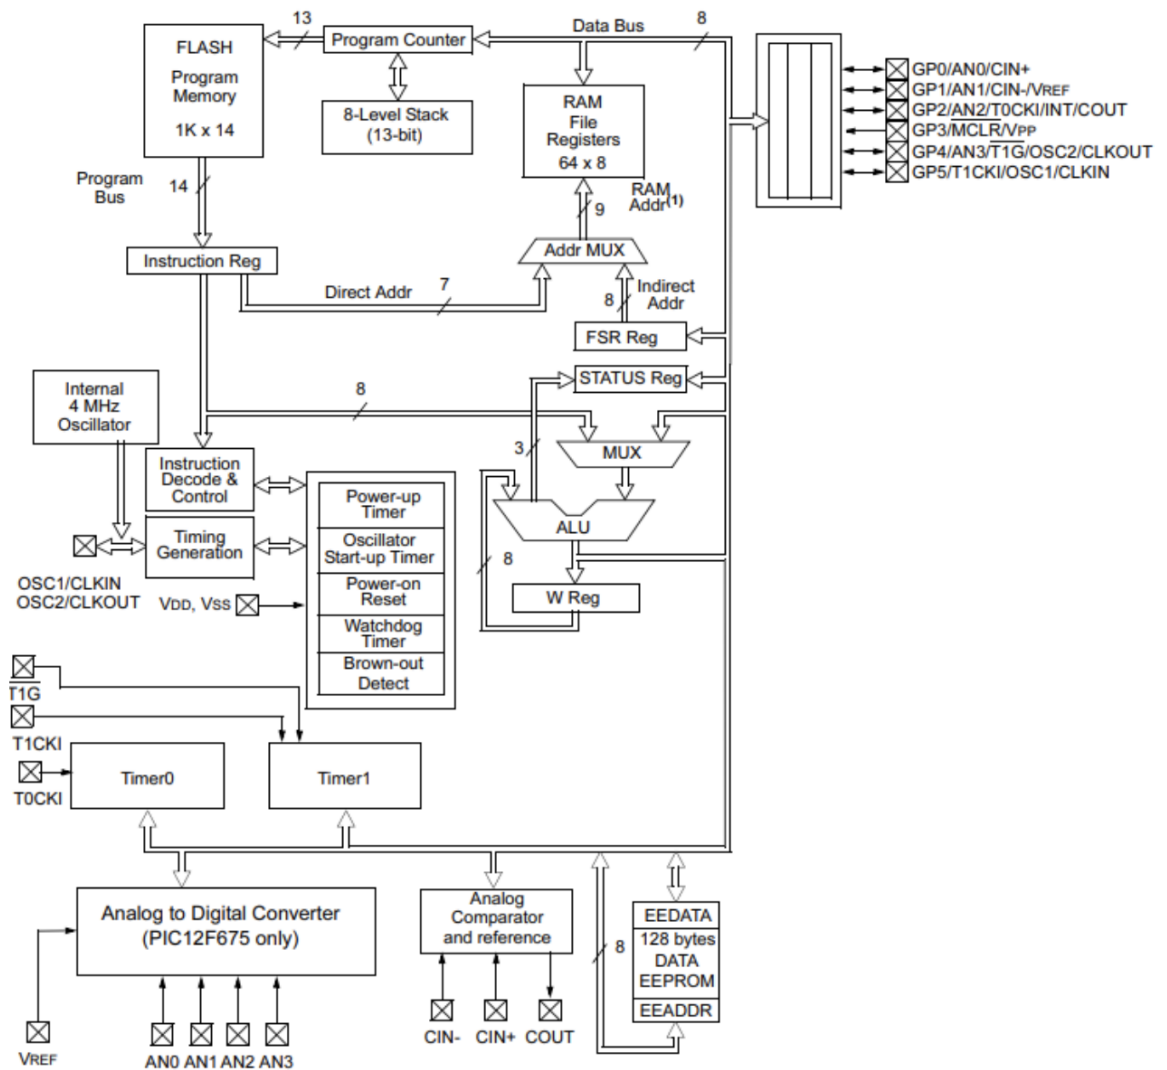 13
Data Bus
8
FLASH
Program
Memory
1K x 14
Program Counter
8-Level Stack
(13-bit)
RAM
File
Registers
64 x 8
GP0/AN0/CIN+
GP1/AN1/CIN-/VREF
GP2/AN2/T0CKI/INT/COUT
GP3/MCLR/VPP
GP4/AN3/T1G/OSC2/CLKOUT
GP5/T1CKI/OSC1/CLKIN
Program
Bus
14
RAM
Addr(1)
9
Instruction Reg
Addr MUX
Direct Addr
7
Indirect
Addr
8
FSR Reg
STATUS Reg
Internal
4 MHz
Oscillator
8
3
MUX
Instruction
Decode &
Control
Power-up
Timer
ALU
Timing
Generation
Oscillator
Start-up Timer
8
OSC1/CLKIN
OSC2/CLKOUT
VDD, VSS
Power-on
Reset
W Reg
Watchdog
Timer
Brown-out
Detect
T1G
T1CKI
T0CKI
Timer0
Timer1
Analog to Digital Converter
(PIC12F675 only)
Analog
Comparator
and reference
EEDATA
128 bytes
DATA
EEPROM
EEADDR
8
CIN-
CIN+
COUT
VREF
AN0 AN1 AN2 AN3